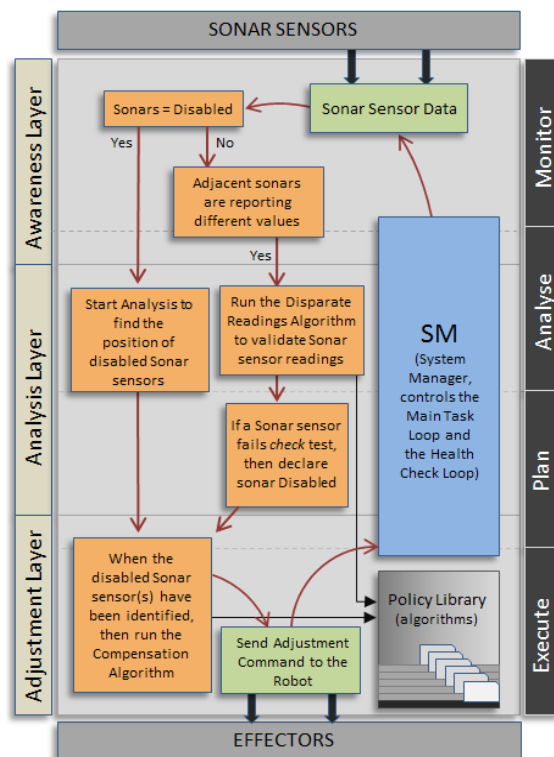 SONAR SENSORS
Awareness Layer
Analysis Layer
Adjustment Layer
Monitor
Analyse
Plan
Execute
Sonar Sensor Data
Sonars = Disabled
Yes
No
Adjacent sonars
are reporting
different values
Yes
Start Analysis to
find the
position of
disabled Sonar
sensors
Run the Disparate
Readings Algorithm
to validate Sonar
sensor readings
If a Sonar sensor
fails check test,
then declare
sonar Disabled
SM
(System
Manager,
controls the
Main Task
Loop and
the Health
Check Loop)
When the
disabled Sonar
sensor(s) have
been identified,
then run the
Compensation
Algorithm
Send Adjustment
Command to the
Robot
Policy Library
(algorithms)
EFFECTORS